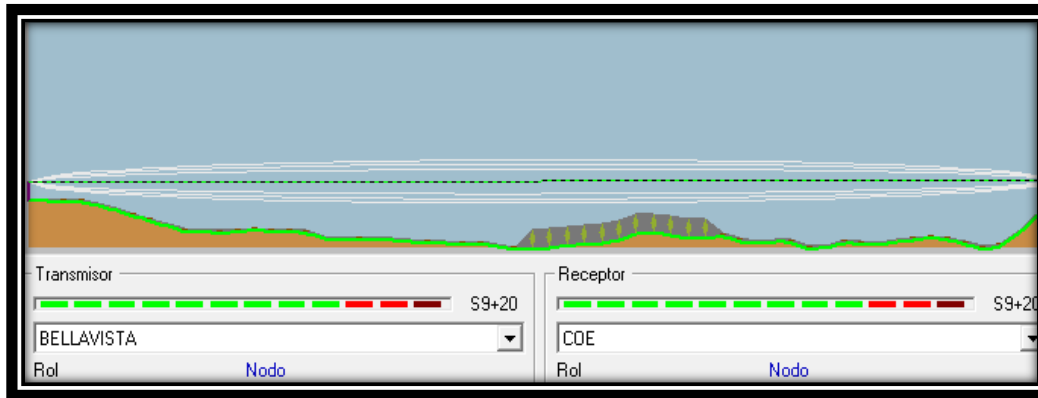 Transmisor
S9+20
BELLAVISTA
Rol Nodo
Receptor
S9+20
COE
Rol Nodo